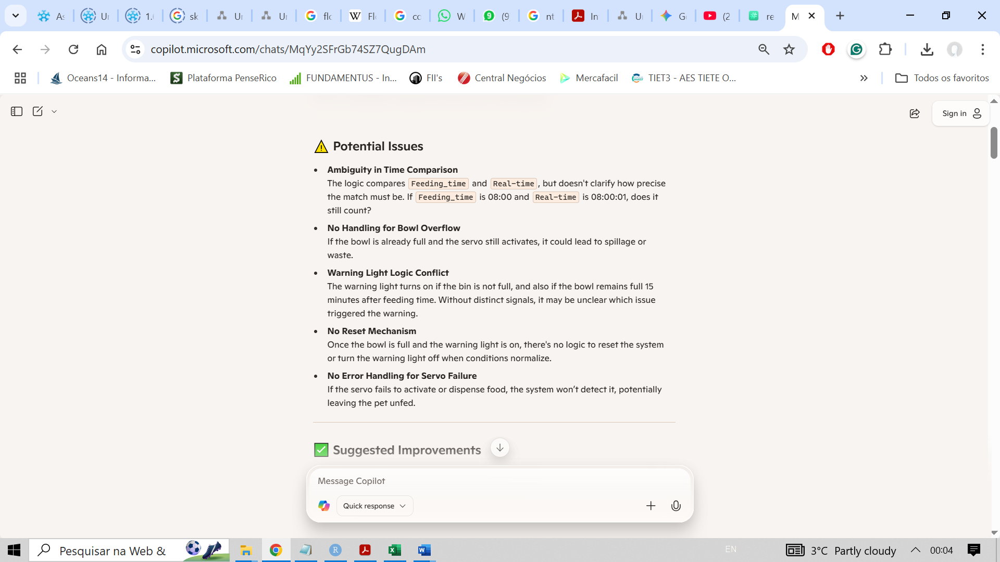 As
Un
1.
sk
Ur
Ur
flo
Fl
cc
W
(9
nt
In
U
G
(2
re
M
copilot.microsoft.com/chats/MqYy2SFrGb74SZ7QugDAm
Oceans14 - Informa...
Plataforma PenseRico
FUNDAMENTUS - In...
FII's
Central Negócios
Mercafacil
TIET3 - AES TIETE O...
Todos os favoritos
Sign in
Potential Issues
Ambiguity in Time Comparison
The logic compares Feeding_time and Real-time, but doesn't clarify how precise
the match must be. If Feeding_time is 08:00 and Real-time is 08:00:01, does it
still count?
No Handling for Bowl Overflow
If the bowl is already full and the servo still activates, it could lead to spillage or
waste.
Warning Light Logic Conflict
The warning light turns on if the bin is not full, and also if the bowl remains full 15
minutes after feeding time. Without distinct signals, it may be unclear which issue
triggered the warning.
No Reset Mechanism
Once the bowl is full and the warning light is on, there's no logic to reset the system
or turn the warning light off when conditions normalize.
No Error Handling for Servo Failure
If the servo fails to activate or dispense food, the system won’t detect it, potentially
leaving the pet unfed.
Suggested Improvements
Message Copilot
Quick response
Pesquisar na Web &
EN
3°C Partly cloudy
00:04